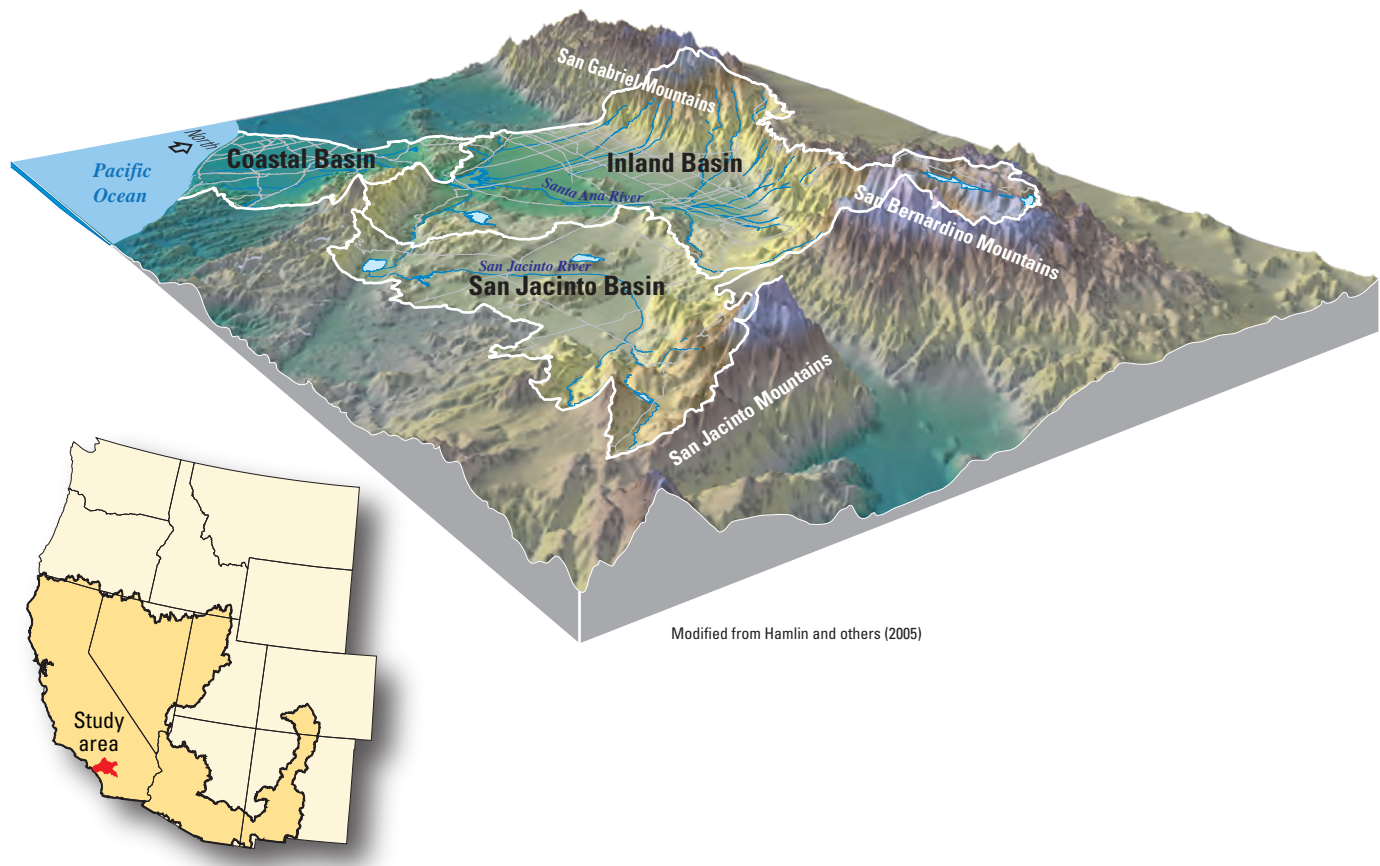 San Gabriel Mountains
North
Coastal Basin
Inland Basin
Pacific
Ocean
Santa Ana River
San Bernardino Mountains
San Jacinto River
San Jacinto Basin
San Jacinto Mountains
Modified from Hamlin and others (2005)
Study
area